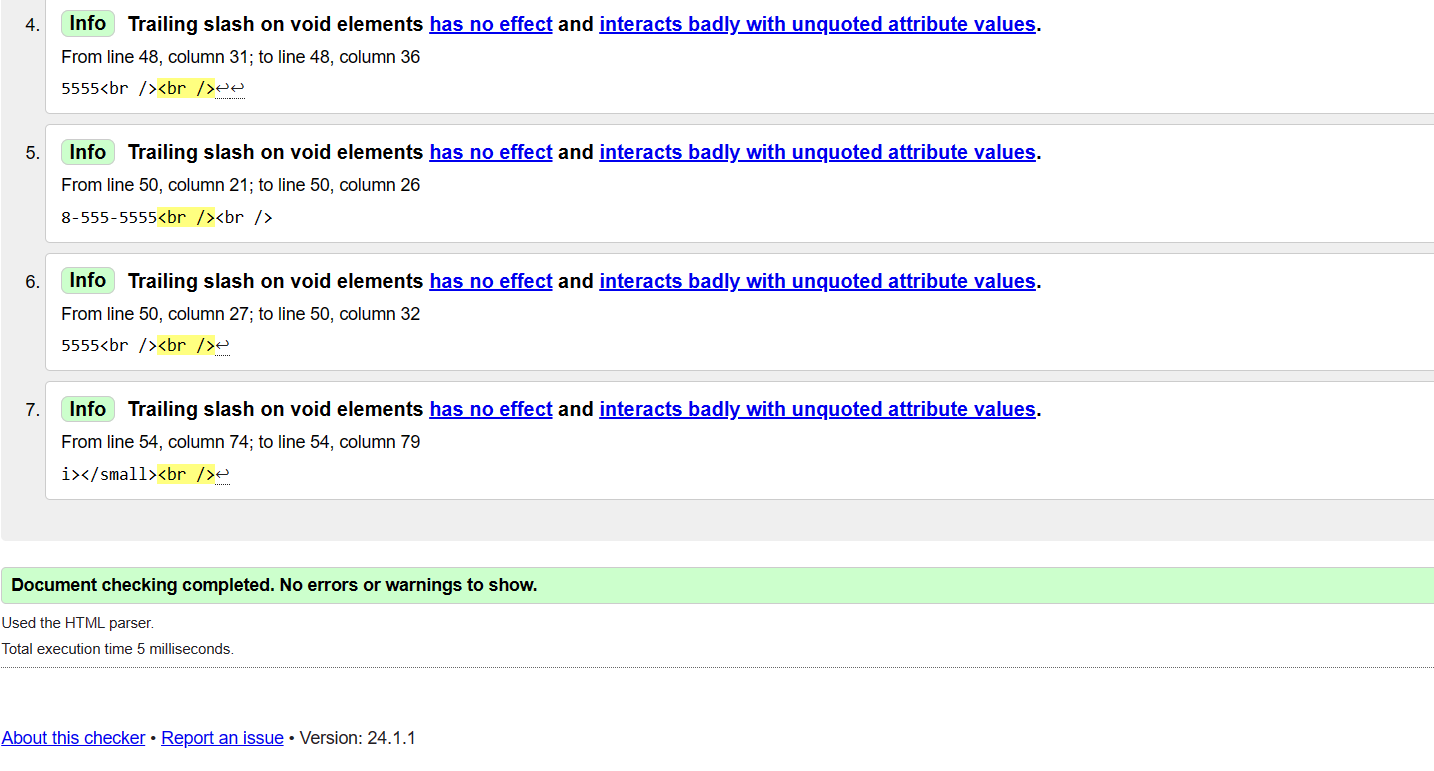 4. Info Trailing slash on void elements has no effect and interacts badly with unquoted attribute values.
From line 48, column 31; to line 48, column 36
5555<br /><br />↩↩
5. Info Trailing slash on void elements has no effect and interacts badly with unquoted attribute values.
From line 50, column 21; to line 50, column 26
8-555-5555<br /><br />
6. Info Trailing slash on void elements has no effect and interacts badly with unquoted attribute values.
From line 50, column 27; to line 50, column 32
5555<br /><br />↩
7. Info Trailing slash on void elements has no effect and interacts badly with unquoted attribute values.
From line 54, column 74; to line 54, column 79
i></small><br />↩
Document checking completed. No errors or warnings to show.
Used the HTML parser.
Total execution time 5 milliseconds.
About this checker • Report an issue • Version: 24.1.1